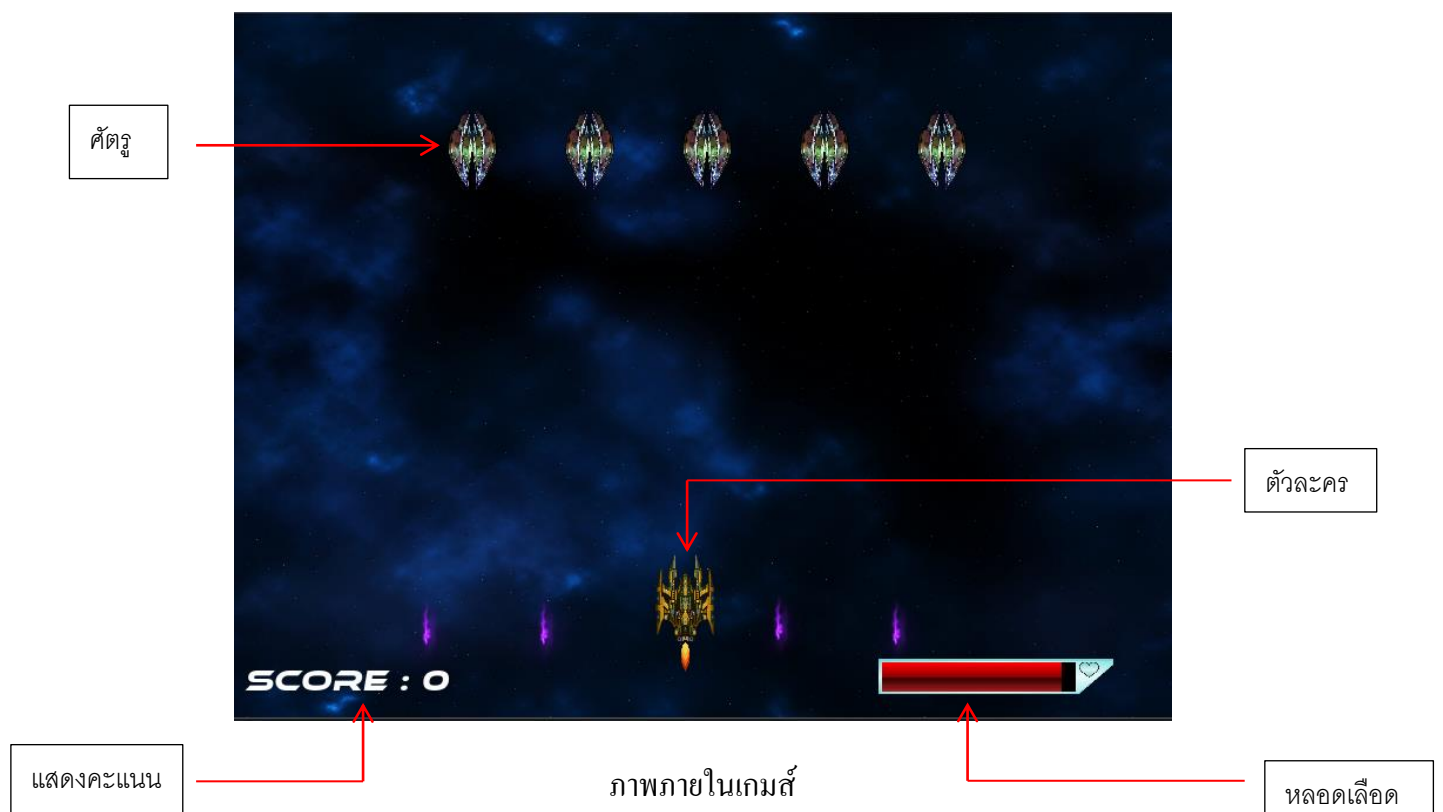 ศัตรู
ตัวละคร
SCORE : 0
แสดงคะแนน
ภาพภายในเกมส์
หลอดเลือด